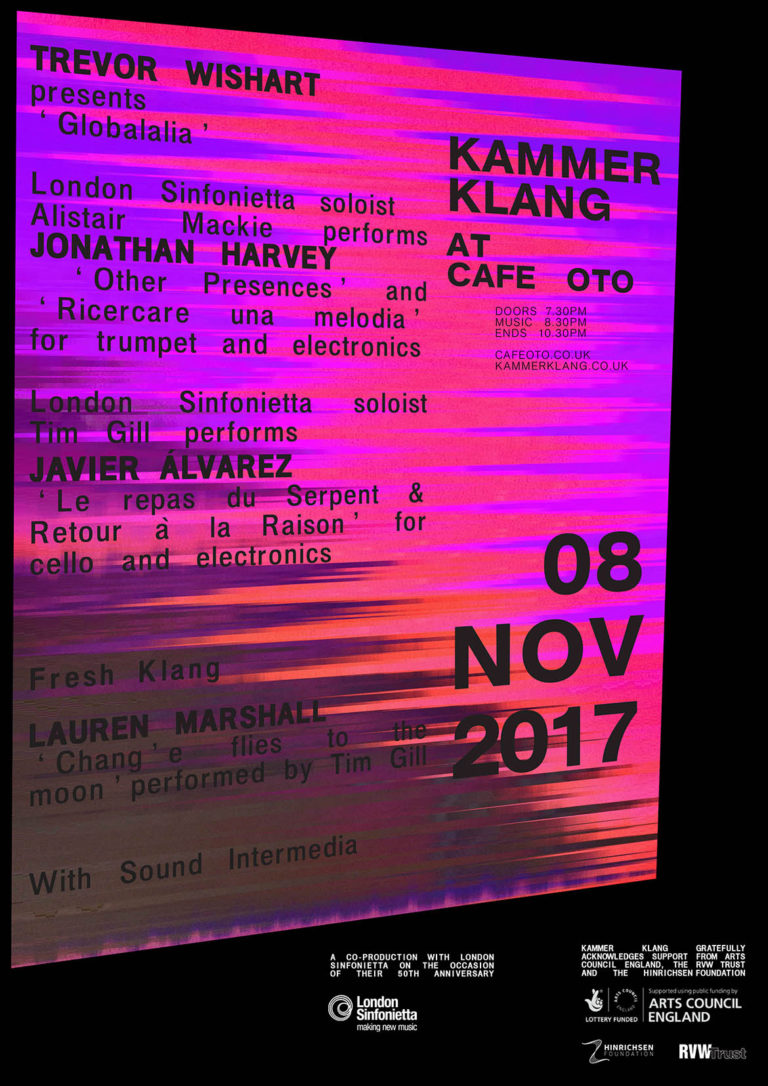 TREVOR WISHART
presents
‘Globalalia’
London Sinfonietta soloist
Alistair Mackie performs
JONATHAN HARVEY
‘Other Presences’ and
‘Ricercare una melodia’
for trumpet and electronics
London Sinfonietta soloist
Tim Gill performs
JAVIER ÁLVAREZ
‘Le repas du Serpent &
Retour à la Raison’ for
cello and electronics
Fresh Klang
LAUREN MARSHALL
‘Chang’e flies to the
moon’ performed by Tim Gill
With Sound Intermedia
KAMMER
KLANG
AT
CAFE OTO
DOORS 7.30PM
MUSIC 8.30PM
ENDS 10.30PM
CAFEOTO.CO.UK
KAMMERKLANG.CO.UK
08
NOV
2017
A CO-PRODUCTION WITH LONDON
SINFONIETTA ON THE OCCASION
OF THEIR 50TH ANNIVERSARY
London
Sinfonietta
making new music
KAMMER KLANG GRATEFULLY
ACKNOWLEDGES SUPPORT FROM ARTS
COUNCIL ENGLAND, THE RVW TRUST
AND THE HINRICHSEN FOUNDATION
LOTTERY FUNDED
ARTS COUNCIL ENGLAND
Supported using public funding by
ARTS COUNCIL
ENGLAND
HINRICHSEN
FOUNDATION
RVWTrust